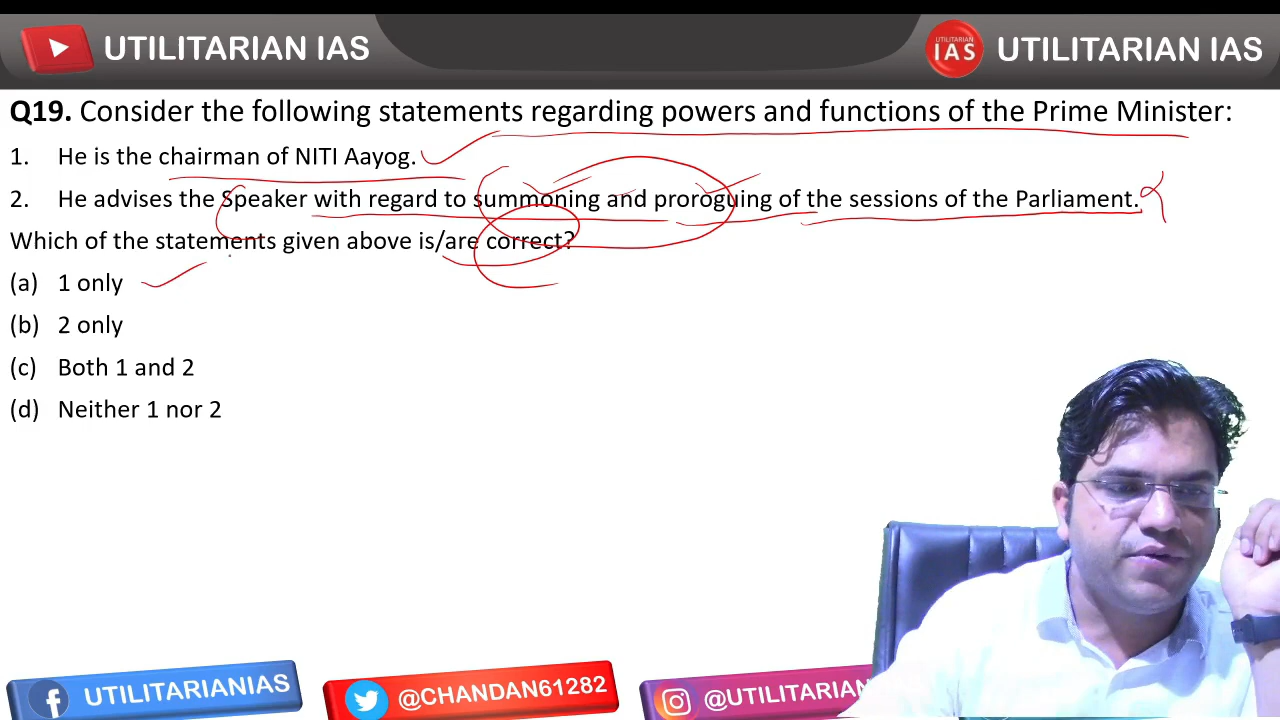 UTILITARIAN IAS
UTILITARIAN
IAS
UTILITARIAN IAS
Q19. Consider the following statements regarding powers and functions of the Prime Minister:
1. He is the chairman of NITI Aayog.
2. He advises the Speaker with regard to summoning and proroguing of the sessions of the Parliament.
Which of the statements given above is/are correct?
(a) 1 only
(b) 2 only
(c) Both 1 and 2
(d) Neither 1 nor 2
UTILITARIANIAS
@CHANDAN61282